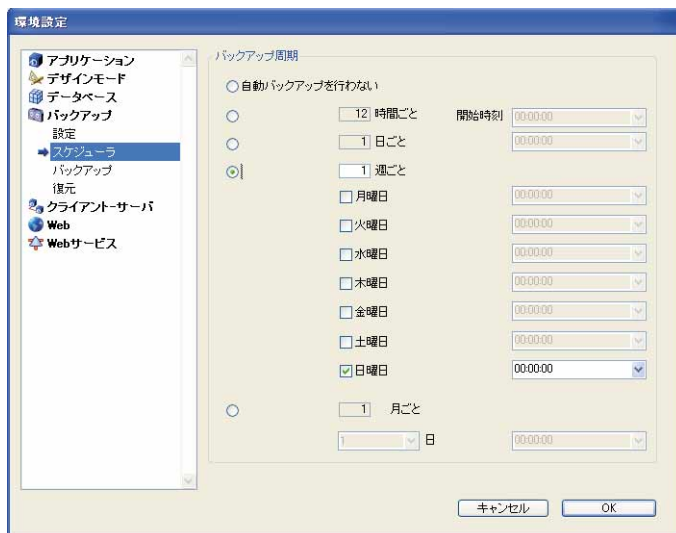 環境設定
アプリケーション
デザインモード
データベース
バックアップ
設定
スケジューラ
バックアップ
復元
クライアント-サーバ
Web
Webサービス
バックアップ周期
自動バックアップを行わない
12 時間ごと 開始時刻 00:00:00
1 日ごと 00:00:00
1 週ごと
月曜日 00:00:00
火曜日 00:00:00
水曜日 00:00:00
木曜日 00:00:00
金曜日 00:00:00
土曜日 00:00:00
日曜日 00:00:00
1 月ごと
1 日 00:00:00
キャンセル OK